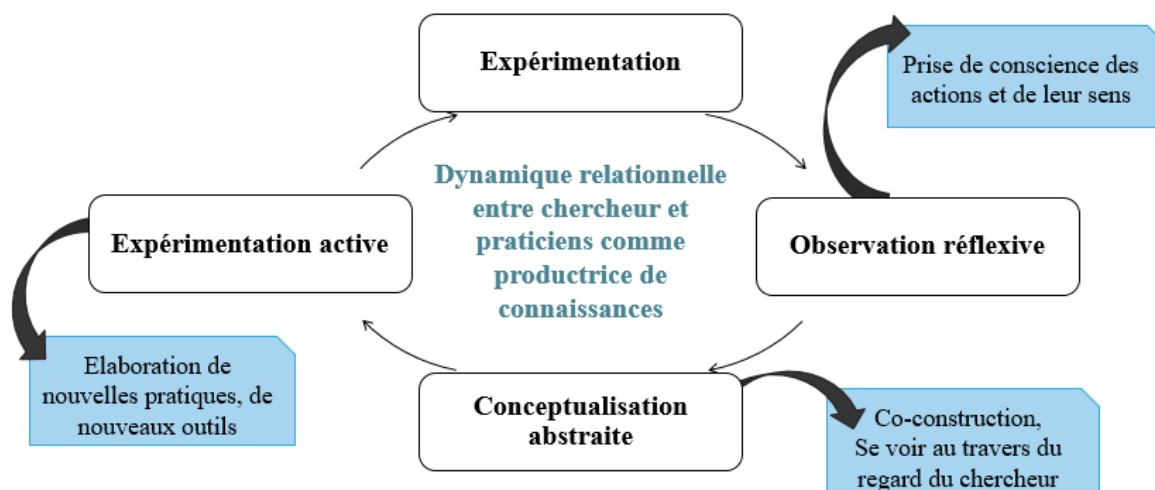 Expérimentation
Prise de conscience des
actions et de leur sens
Dynamique relationnelle
entre chercheur et
praticiens comme
productrice de
connaissances
Expérimentation active
Observation réflexive
Elaboration de
nouvelles pratiques, de
nouveaux outils
Conceptualisation
abstraite
Co-construction,
Se voir au travers du
regard du chercheur